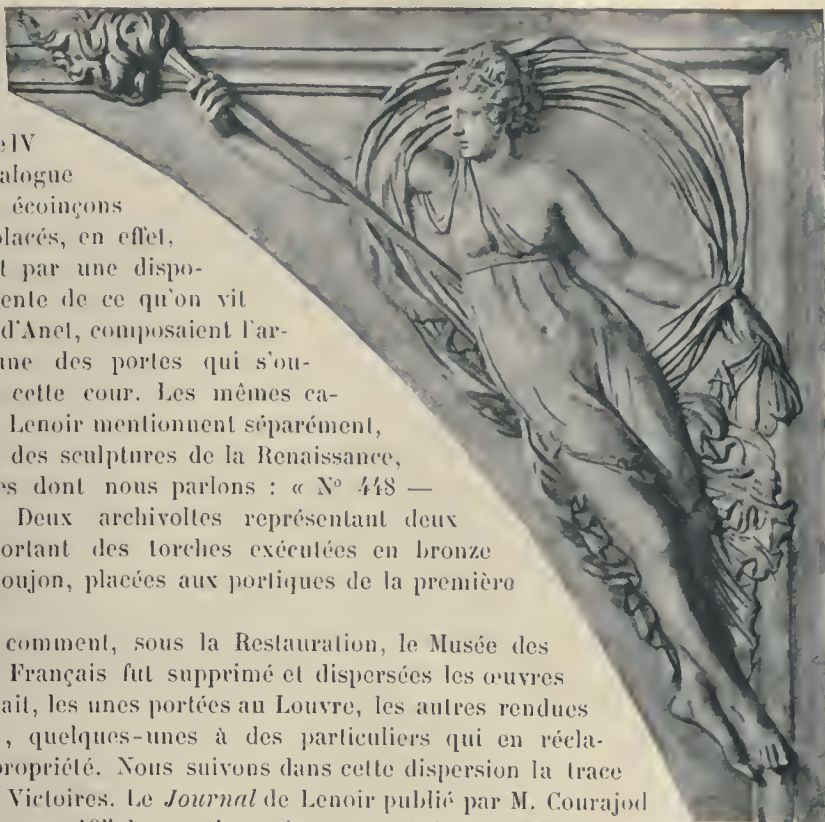 e IV
alogue
écoinçons
placés, en effet,
t par une dispo-
ente de ce qu'on vit
d'Anet, composaient l'ar-
une des portes qui s'ou-
cette cour. Les mêmes ca-
Lenoir mentionnent séparément,
des sculptures de la Renaissance,
es dont nous parlons : « N° 448 —
Deux archivoltes représentant deux
portant des torches exécutées en bronze
oujon, placées aux portiques de la première
comment, sous la Restauration, le Musée des
Français fut supprimé et dispersées les œuvres
ait, les unes portées au Louvre, les autres rendues
, quelques-unes à des particuliers qui en récla-
propriété. Nous suivons dans cette dispersion la trace
Victoires. Le Journal de Lenoir publié par M. Courajod